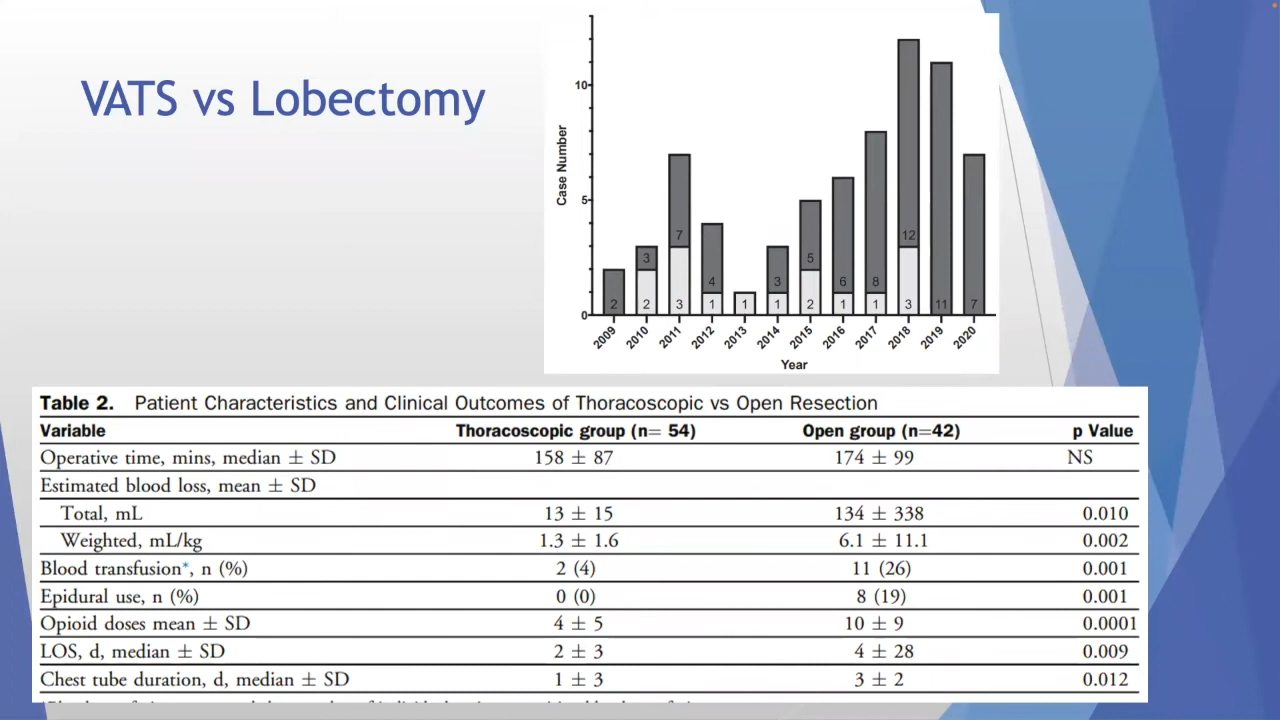 VATS vs Lobectomy
Case Number
10
5
0
2
3
2
7
3
4
1
1
3
1
5
2
6
1
8
1
12
3
11
7
2009
2010
2011
2012
2013
2014
2015
2016
2017
2018
2019
2020
Year
Table 2. Patient Characteristics and Clinical Outcomes of Thoracoscopic vs Open Resection
Variable Thoracoscopic group (n= 54) Open group (n=42) p Value
Operative time, mins, median ± SD 158 ± 87 174 ± 99 NS
Estimated blood loss, mean ± SD
Total, mL 13 ± 15 134 ± 338 0.010
Weighted, mL/kg 1.3 ± 1.6 6.1 ± 11.1 0.002
Blood transfusion*, n (%) 2 (4) 11 (26) 0.001
Epidural use, n (%) 0 (0) 8 (19) 0.001
Opioid doses mean ± SD 4 ± 5 10 ± 9 0.0001
LOS, d, median ± SD 2 ± 3 4 ± 28 0.009
Chest tube duration, d, median ± SD 1 ± 3 3 ± 2 0.012